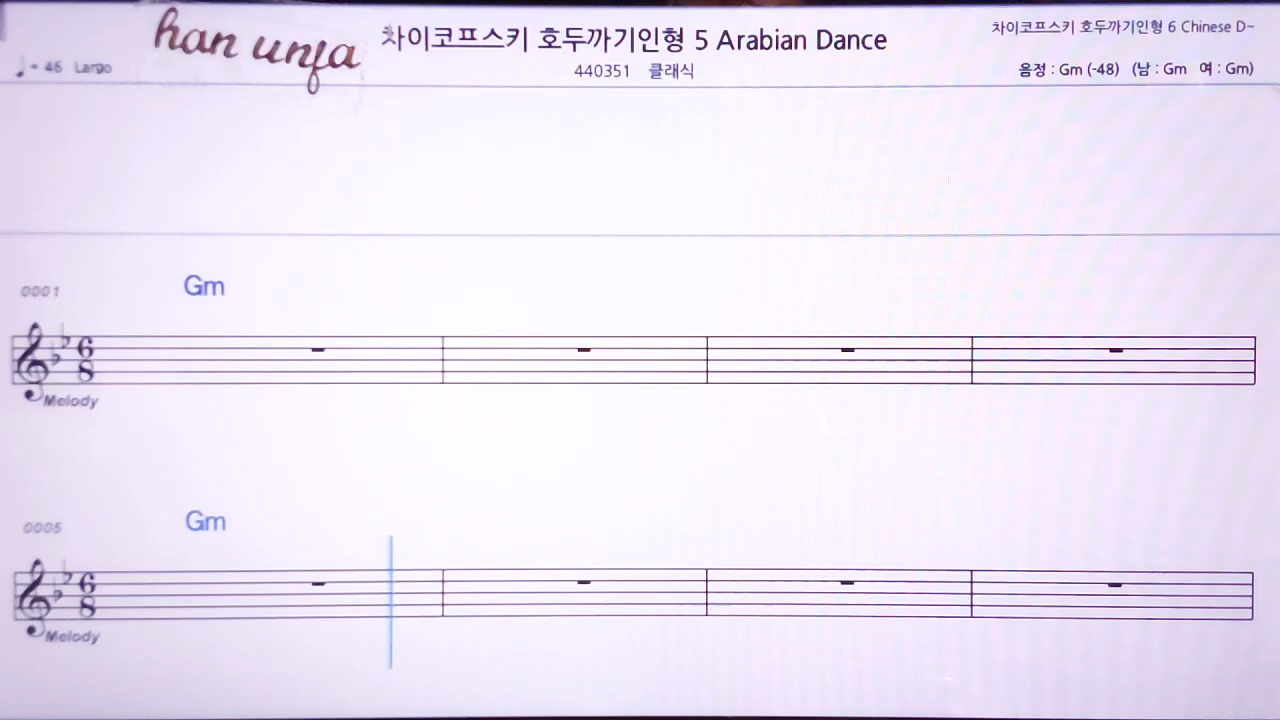 han unja
차이코프스키 호두까기인형 5 Arabian Dance
차이코프스키 호두까기인형 6 Chinese D~
♩= 46 Largo
440351 클래식
음정 : Gm (-48) (남 : Gm 여 : Gm)
0001 Gm
6
8
Melody
0005 Gm
6
8
Melody